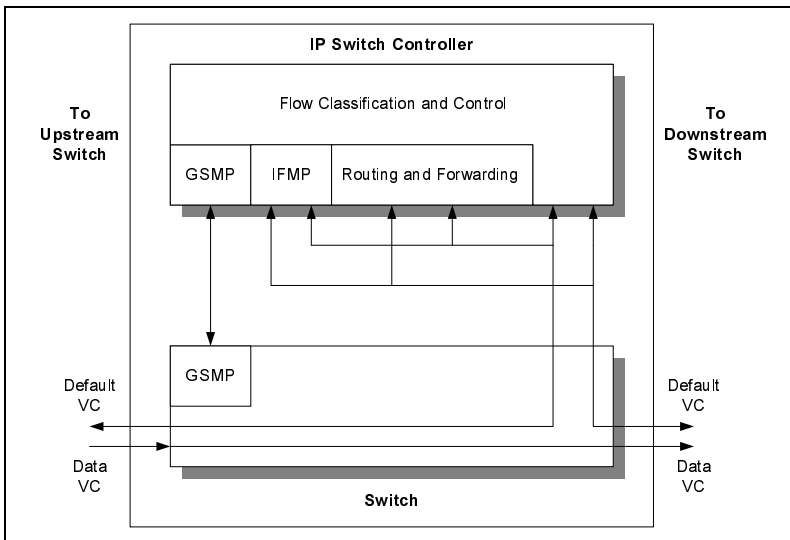 IP Switch Controller
Flow Classification and Control
To
Upstream
Switch
To
Downstream
Switch
GSMP
IFMP
Routing and Forwarding
GSMP
Default
VC
Default
VC
Data
VC
Data
VC
Switch